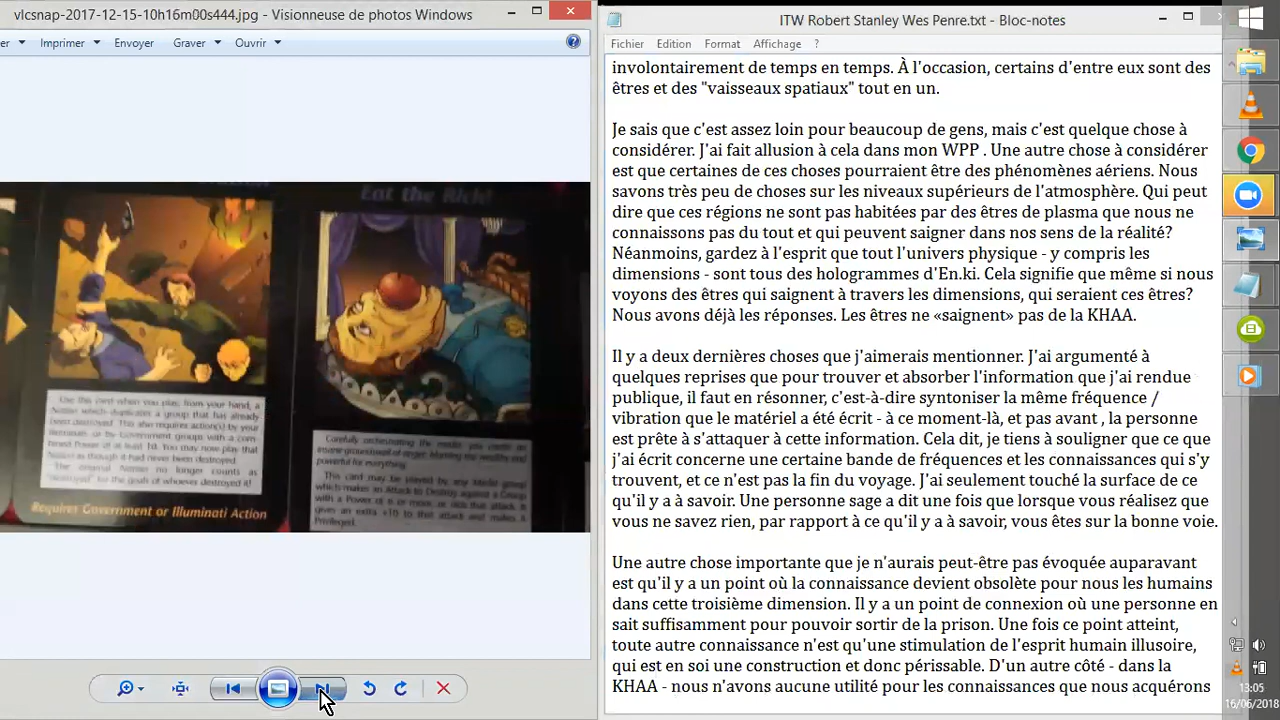 vlcsnap-2017-12-15-10h16m00s444.jpg - Visionneuse de photos Windows
Imprimer
Envoyer
Graver
Ouvrir
Eat the Rich!
Use this card when you play, from your hand, a
Requires Government or Illuminati Action
This card may be played by any Media group
ITW Robert Stanley Wes Penre.txt - Bloc-notes
Fichier Edition Format Affichage ?
involontairement de temps en temps. À l'occasion, certains d'entre eux sont des
êtres et des "vaisseaux spatiaux" tout en un.
Je sais que c'est assez loin pour beaucoup de gens, mais c'est quelque chose à
considérer. J'ai fait allusion à cela dans mon WPP . Une autre chose à considérer
est que certaines de ces choses pourraient être des phénomènes aériens. Nous
savons très peu de choses sur les niveaux supérieurs de l'atmosphère. Qui peut
dire que ces régions ne sont pas habitées par des êtres de plasma que nous ne
connaissons pas du tout et qui peuvent saigner dans nos sens de la réalité?
Néanmoins, gardez à l'esprit que tout l'univers physique - y compris les
dimensions - sont tous des hologrammes d'En.ki. Cela signifie que même si nous
voyons des êtres qui saignent à travers les dimensions, qui seraient ces êtres?
Nous avons déjà les réponses. Les êtres ne «saignent» pas de la KHAA.
Il y a deux dernières choses que j'aimerais mentionner. J'ai argumenté à
quelques reprises que pour trouver et absorber l'information que j'ai rendue
publique, il faut en résonner, c'est-à-dire syntoniser la même fréquence /
vibration que le matériel a été écrit - à ce moment-là, et pas avant , la personne
est prête à s'attaquer à cette information. Cela dit, je tiens à souligner que ce que
j'ai écrit concerne une certaine bande de fréquences et les connaissances qui s'y
trouvent, et ce n'est pas la fin du voyage. J'ai seulement touché la surface de ce
qu'il y a à savoir. Une personne sage a dit une fois que lorsque vous réalisez que
vous ne savez rien, par rapport à ce qu'il y a à savoir, vous êtes sur la bonne voie.
Une autre chose importante que je n'aurais peut-être pas évoquée auparavant
est qu'il y a un point où la connaissance devient obsolète pour nous les humains
dans cette troisième dimension. Il y a un point de connexion où une personne en
sait suffisamment pour pouvoir sortir de la prison. Une fois ce point atteint,
toute autre connaissance n'est qu'une stimulation de l'esprit humain illusoire,
qui est en soi une construction et donc périssable. D'un autre côté - dans la
KHAA - nous n'avons aucune utilité pour les connaissances que nous acquérons
13:05
16/06/2018